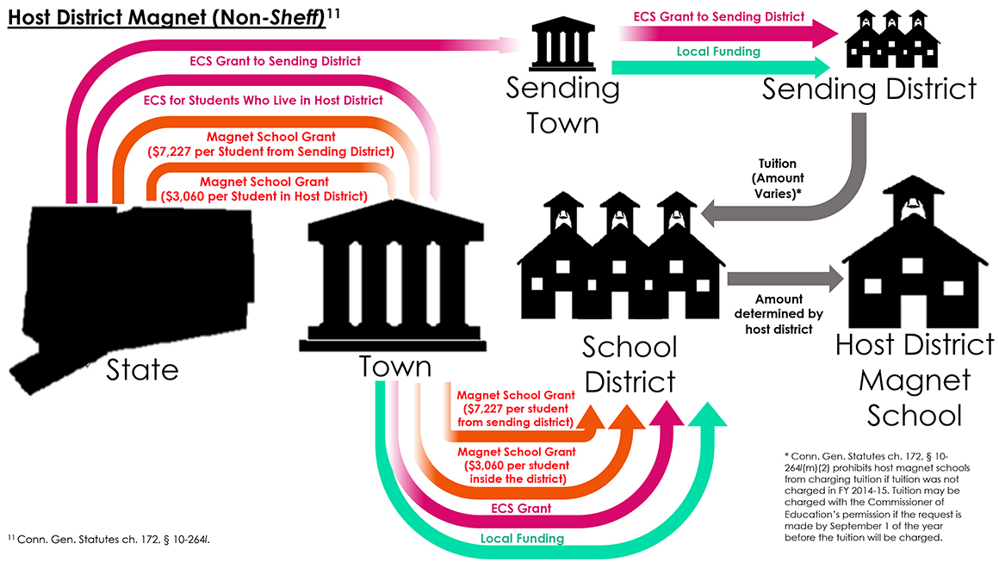 Host District Magnet (Non-Sheff)11
ECS Grant to Sending District
ECS for Students Who Live in Host District
Magnet School Grant
($7,227 per Student from Sending District)
Magnet School Grant
($3,060 per Student in Host District)
ECS Grant to Sending District
Local Funding
Sending
Town
Sending District
Tuition
(Amount
Varies)*
Amount
determined by
host district
State
Town
School
District
Host District
Magnet
School
Magnet School Grant
($7,227 per student
from sending district)
Magnet School Grant
($3,060 per student
inside the district)
ECS Grant
Local Funding
* Conn. Gen. Statutes ch. 172, § 10-
264l(m)(2) prohibits host magnet schools
from charging tuition if tuition was not
charged in FY 2014-15. Tuition may be
charged with the Commissioner of
Education’s permission if the request is
made by September 1 of the year
before the tuition will be charged.
11 Conn. Gen. Statutes ch. 172, § 10-264l.